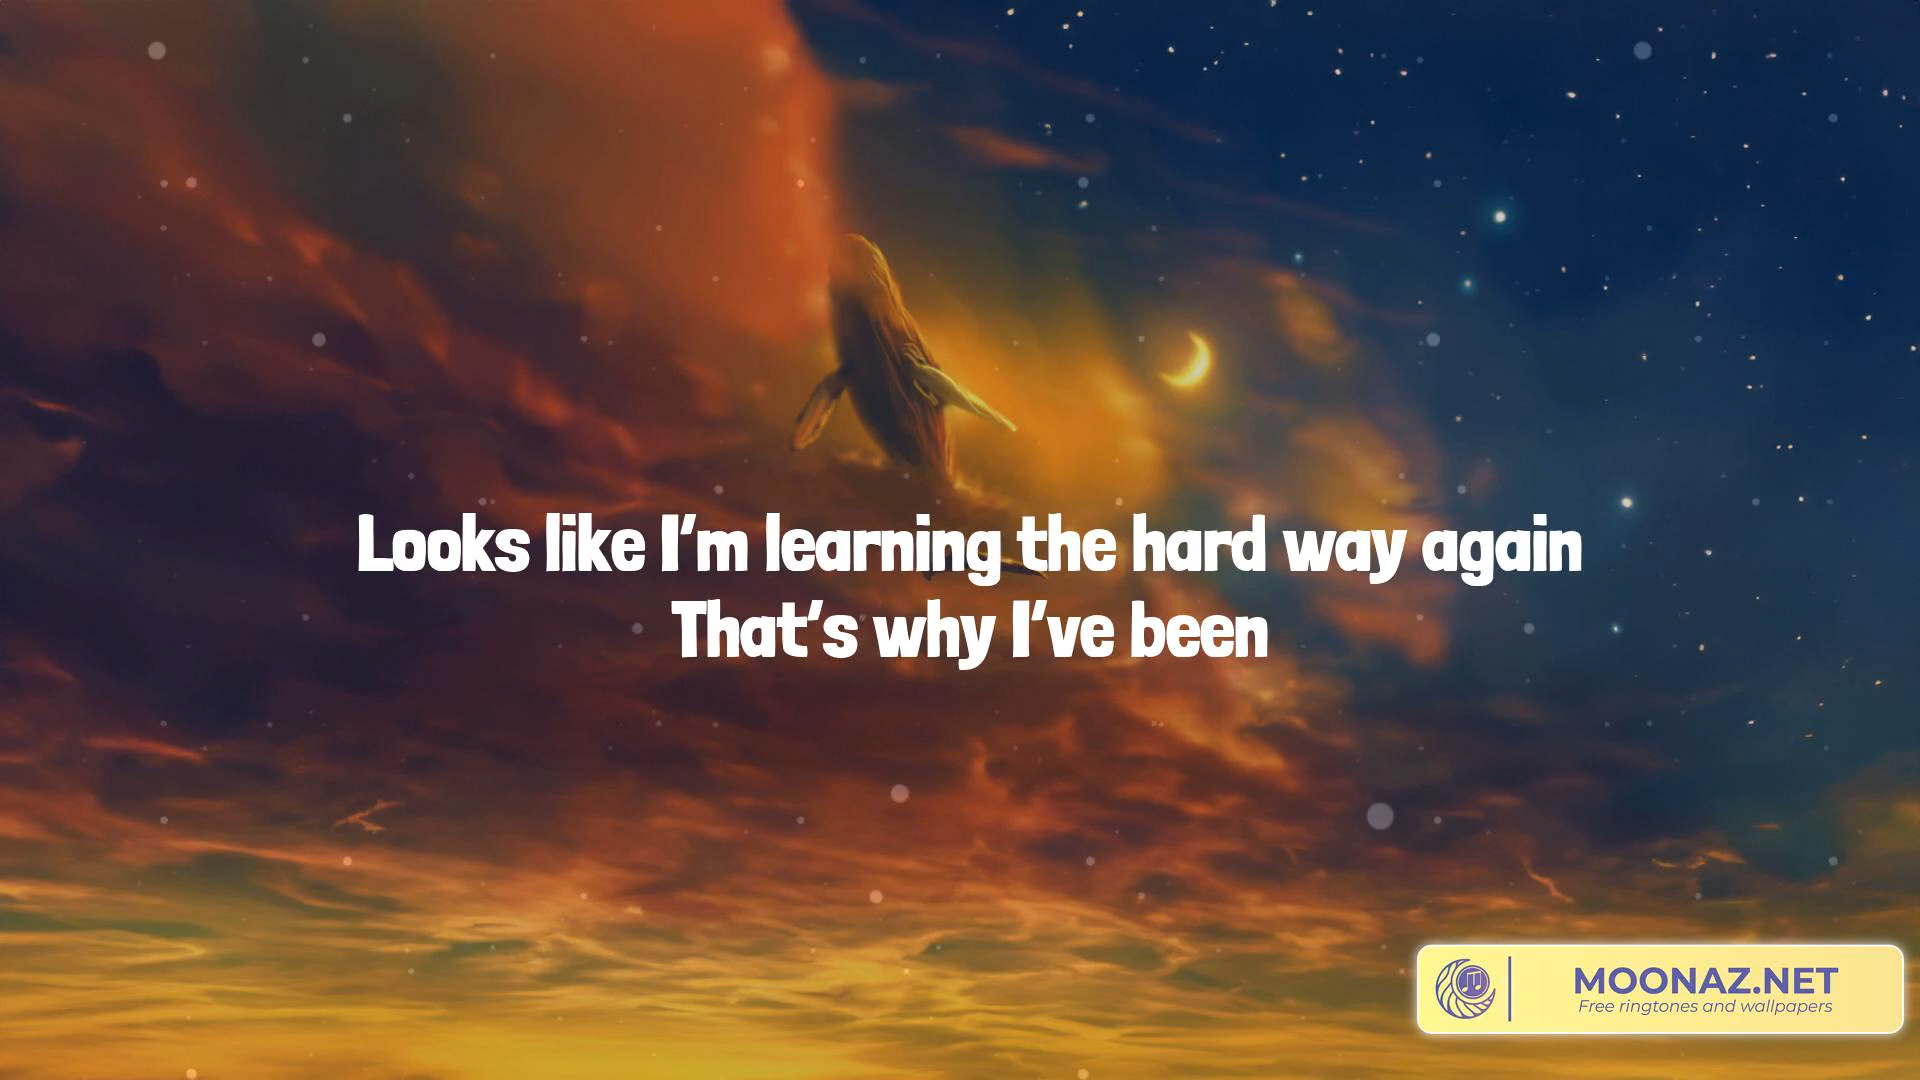 Looks like I'm learning the hard way again
That's why I've been
MOONAZ.NET
Free ringtones and wallpapers